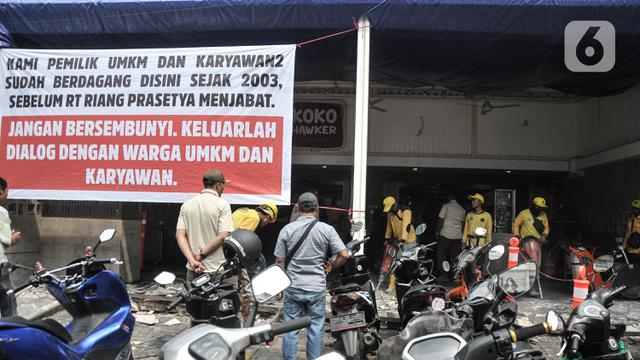 KAMI PEMILIK UMKM DAN KARYAWAN2
SUDAH BERDAGANG DISINI SEJAK 2003,
SEBELUM RT RIANG PRASETYA MENJABAT.
JANGAN BERSEMBUNYI. KELUARLAH
DIALOG DENGAN WARGA UMKM DAN
KARYAWAN.
KOKO
HAWKER
6